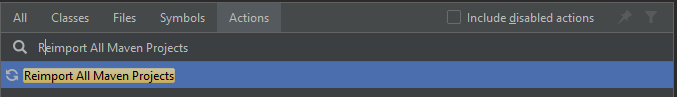 All Classes Files Symbols Actions Include disabled actions
Reimport All Maven Projects
Reimport All Maven Projects